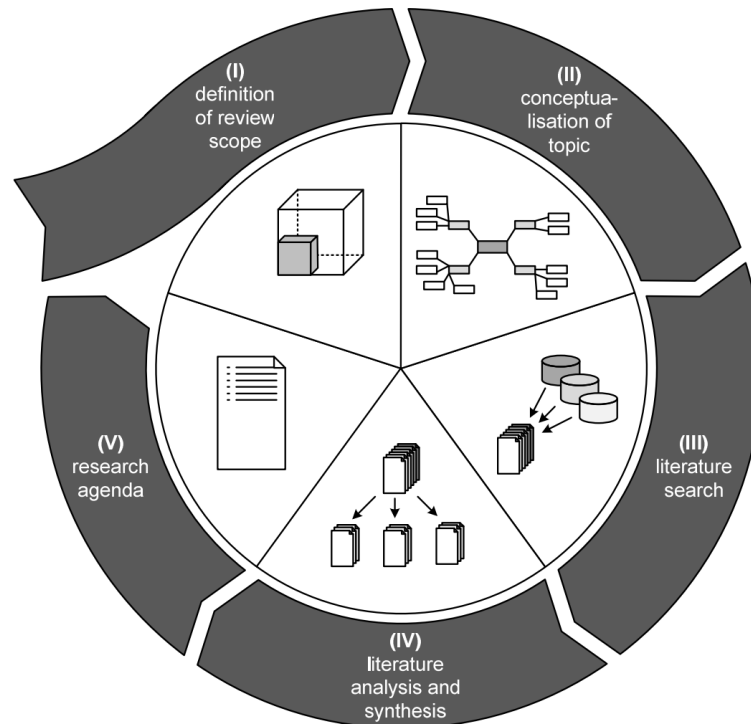 (I)
definition
of review
scope
(II)
conceptua-
lisation of
topic
(III)
literature
search
(IV)
literature
analysis and
synthesis
(V)
research
agenda